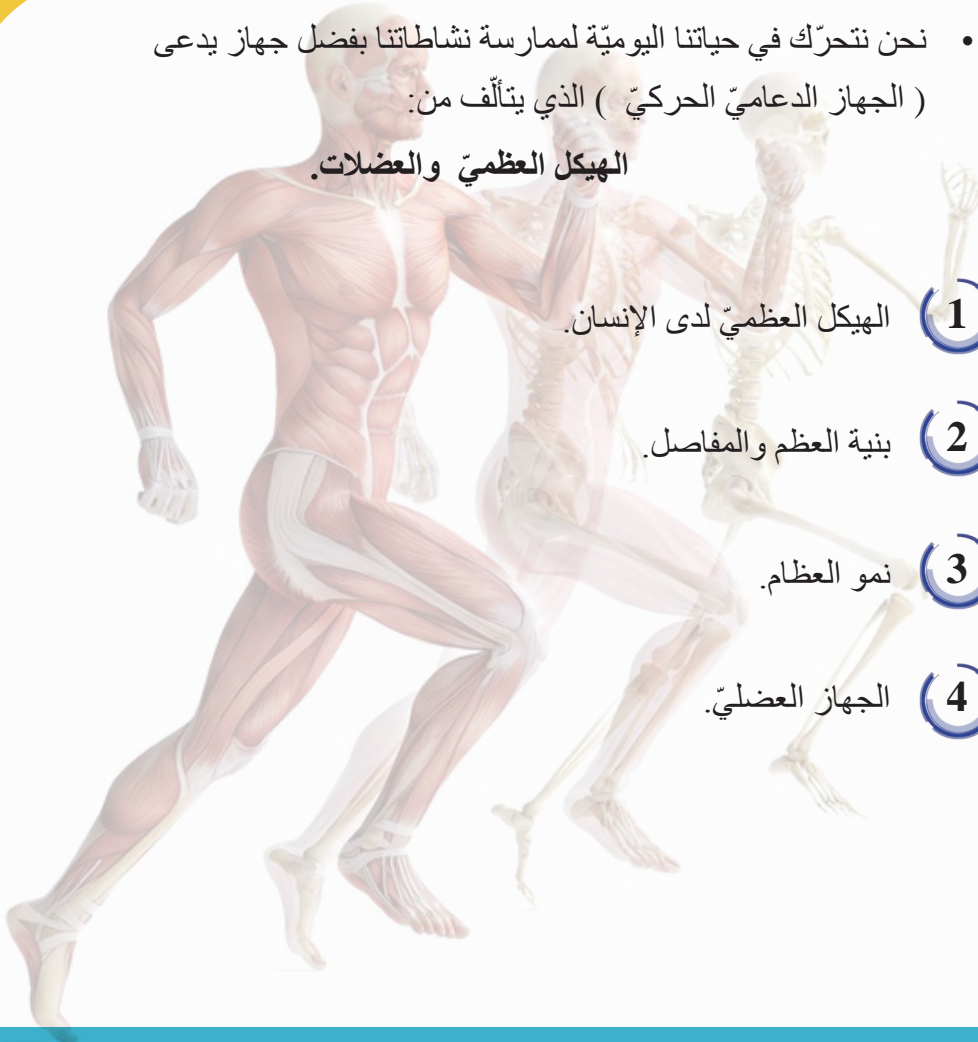 • نحن نتحرّك في حياتنا اليوميّة لممارسة نشاطاتنا بفضل جهاز يدعى
( الجهاز الدعاميّ الحركيّ ) الذي يتألّف من:
الهيكل العظميّ والعضلات.
1 الهيكل العظميّ لدى الإنسان.
2 بنية العظم والمفاصل.
3 نمو العظام.
4 الجهاز العضليّ.